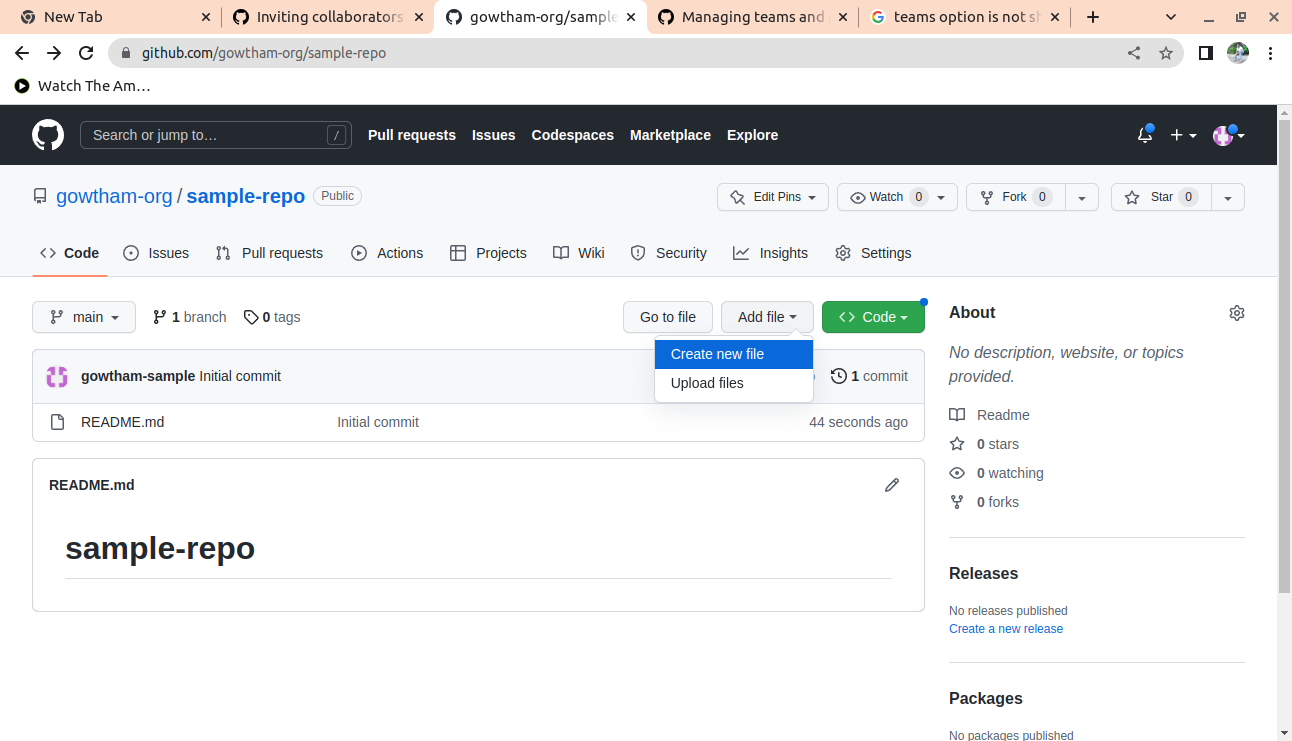 New Tab
Inviting collaborators
gowtham-org/sample
Managing teams and
teams option is not sh
github.com/gowtham-org/sample-repo
Watch The Am…
Search or jump to…
/
Pull requests
Issues
Codespaces
Marketplace
Explore
gowtham-org / sample-repo
Public
Edit Pins
Watch 0
Fork 0
Star 0
Code
Issues
Pull requests
Actions
Projects
Wiki
Security
Insights
Settings
main
1 branch
0 tags
Go to file
Add file
Code
Create new file
Upload files
gowtham-sample Initial commit
1 commit
README.md
Initial commit
44 seconds ago
README.md
sample-repo
About
No description, website, or topics
provided.
Readme
0 stars
0 watching
0 forks
Releases
No releases published
Create a new release
Packages
No packages published